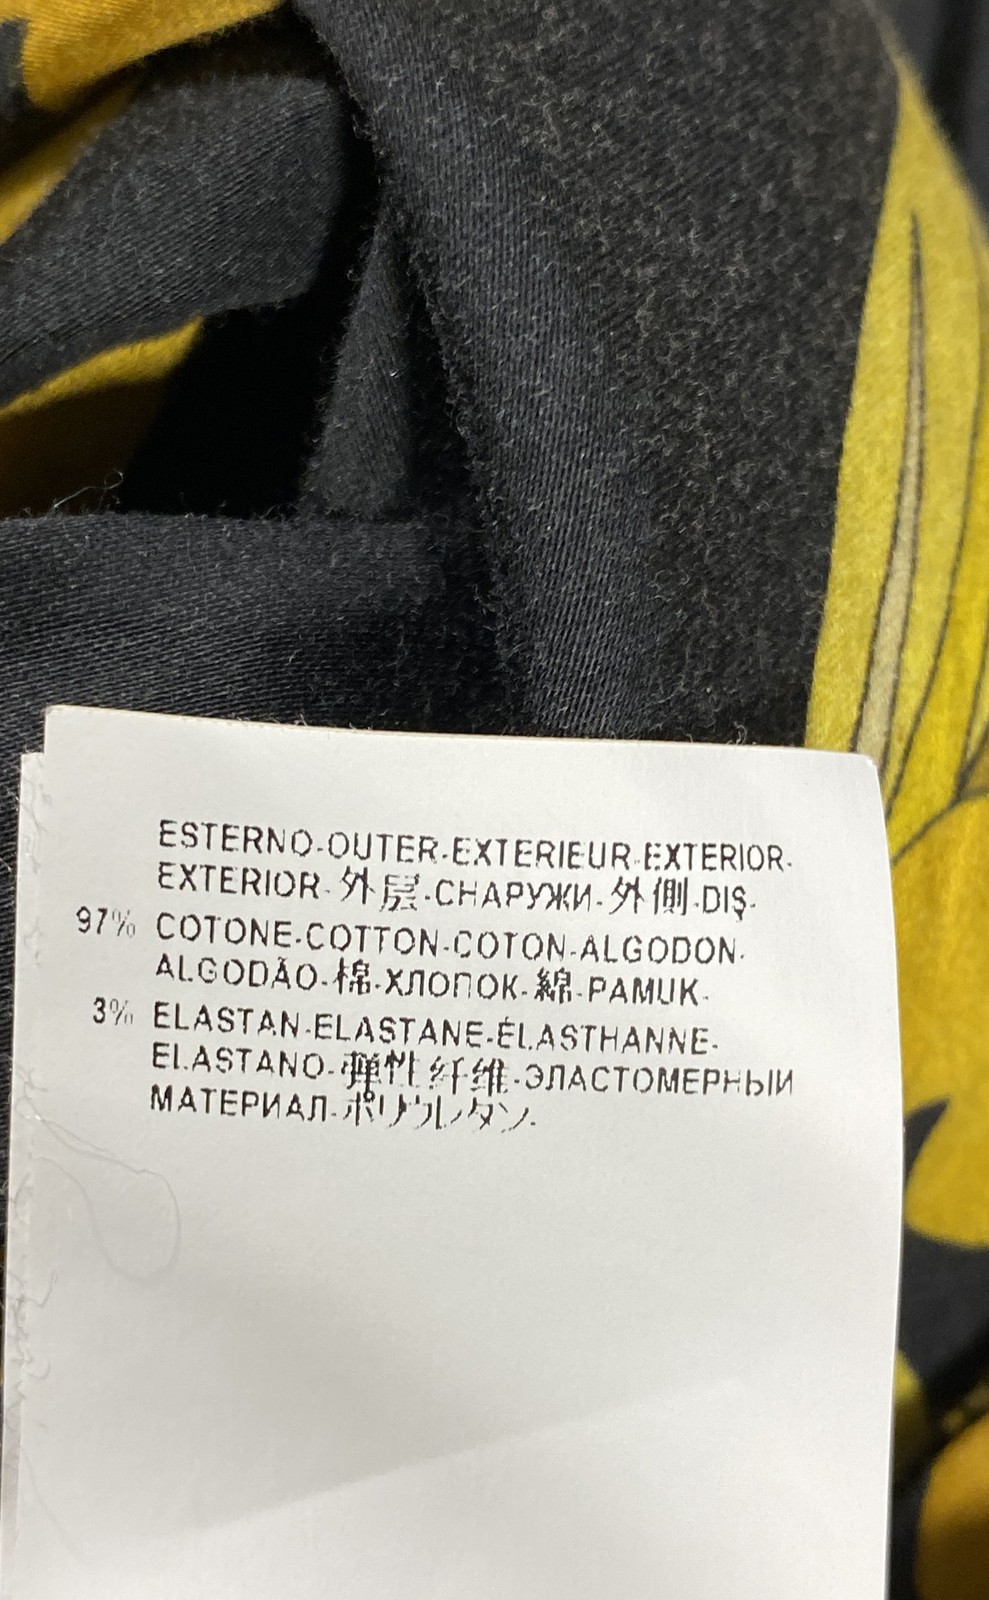 ESTERNO-OUTER-EXTERIEUR-EXTERIOR-
EXTERIOR-外层-СНАРУЖИ-外側-DIŞ-
97% COTONE-COTTON-COTON-ALGODON-
ALGODÃO-棉-ХЛОПОК-綿-PAMUK-
3% ELASTAN-ELASTANE-ÉLASTHANNE-
ELASTANO-弹性纤维-ЭЛАСТОМЕРНЫЙ
МАТЕРИАЛ-ポリウレタン-